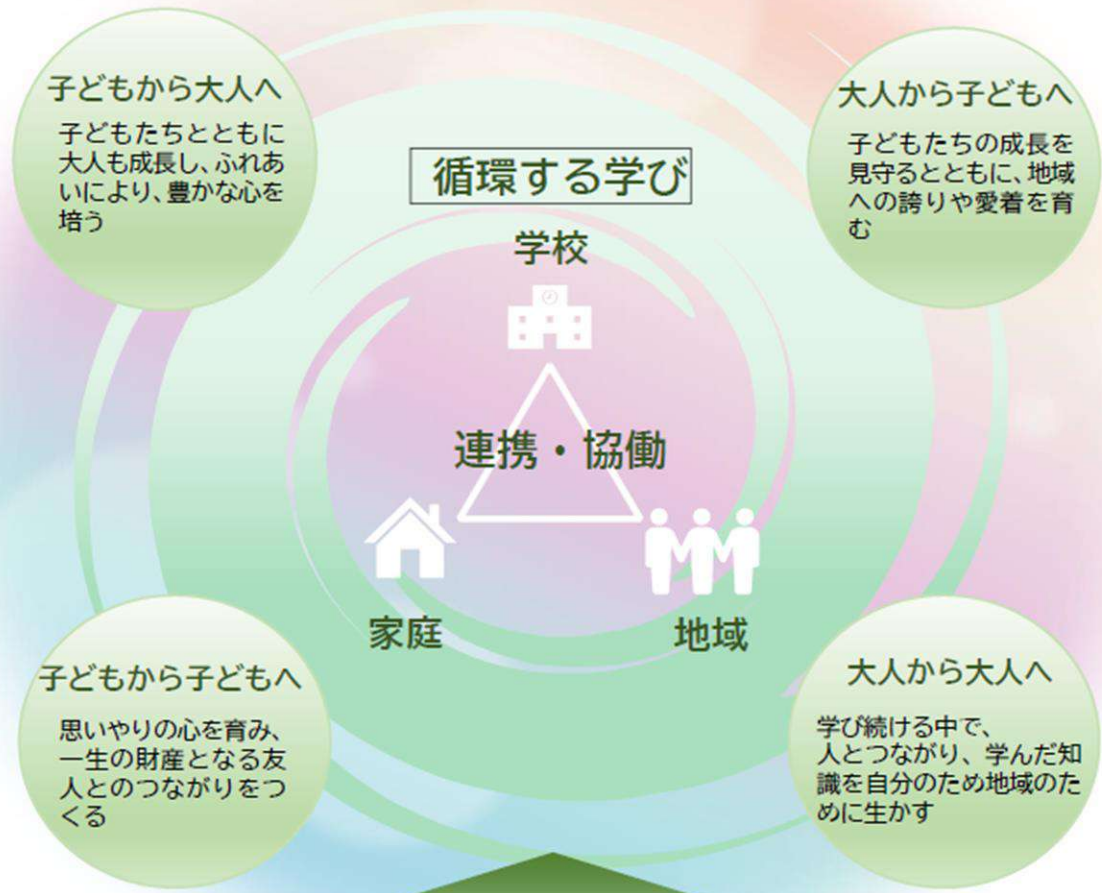 子どもから大人へ
子どもたちとともに
大人も成長し、ふれあ
いにより、豊かな心を
培う
大人から子どもへ
子どもたちの成長を
見守るとともに、地域
への誇りや愛着を育
む
循環する学び
学校
連携・協働
家庭
地域
子どもから子どもへ
思いやりの心を育み、
一生の財産となる友
人とのつながりをつ
くる
大人から大人へ
学び続ける中で、
人とつながり、学んだ知
識を自分のため地域のた
めに生かす